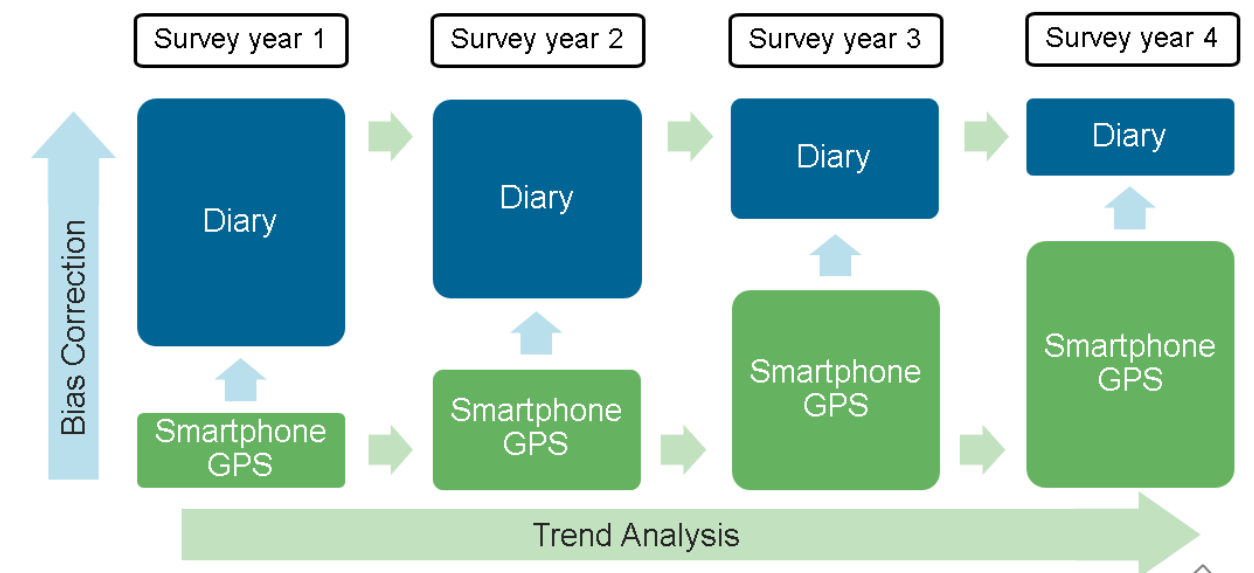 Survey year 1
Survey year 2
Survey year 3
Survey year 4
Diary
Diary
Diary
Diary
Bias Correction
Smartphone
GPS
Smartphone
GPS
Smartphone
GPS
Smartphone
GPS
Trend Analysis